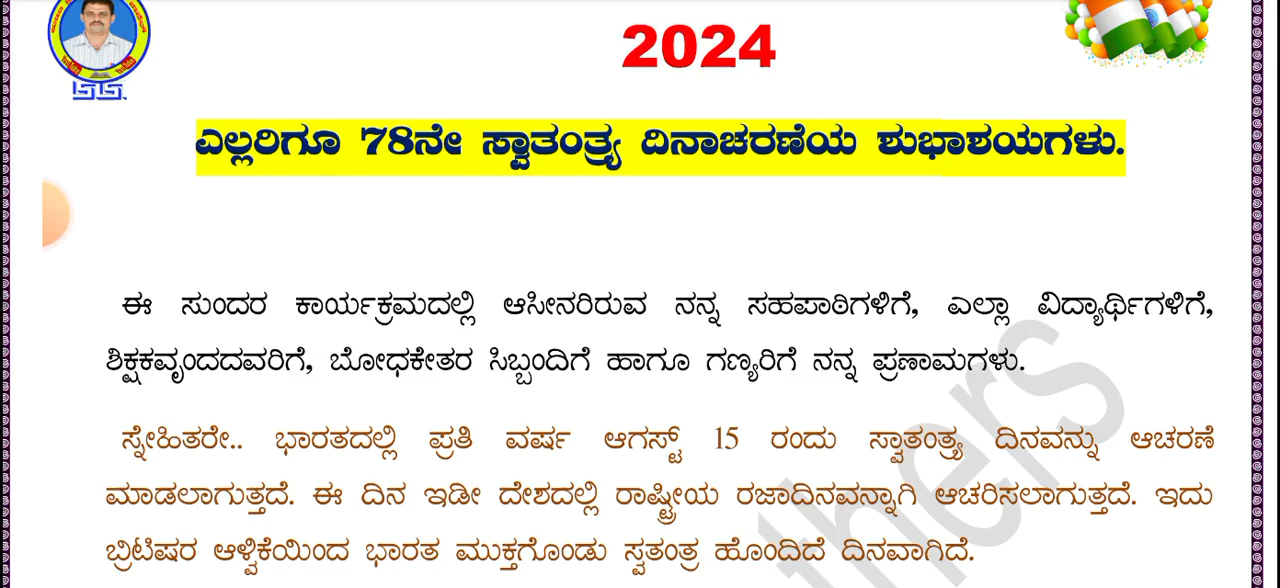 2024
ಎಲ್ಲರಿಗೂ 78ನೇ ಸ್ವಾತಂತ್ರ್ಯ ದಿನಾಚರಣೆಯ ಶುಭಾಶಯಗಳು.
ಈ ಸುಂದರ ಕಾರ್ಯಕ್ರಮದಲ್ಲಿ ಆಸೀನರಿರುವ ನನ್ನ ಸಹಪಾಠಿಗಳಿಗೆ, ಎಲ್ಲಾ ವಿದ್ಯಾರ್ಥಿಗಳಿಗೆ,
ಶಿಕ್ಷಕವೃಂದದವರಿಗೆ, ಬೋಧಕೇತರ ಸಿಬ್ಬಂದಿಗೆ ಹಾಗೂ ಗಣ್ಯರಿಗೆ ನನ್ನ ಪ್ರಣಾಮಗಳು.
ಸ್ನೇಹಿತರೇ.. ಭಾರತದಲ್ಲಿ ಪ್ರತಿ ವರ್ಷ ಆಗಸ್ಟ್ 15 ರಂದು ಸ್ವಾತಂತ್ರ್ಯ ದಿನವನ್ನು ಆಚರಣೆ
ಮಾಡಲಾಗುತ್ತದೆ. ಈ ದಿನ ಇಡೀ ದೇಶದಲ್ಲಿ ರಾಷ್ಟ್ರೀಯ ರಜಾದಿನವನ್ನಾಗಿ ಆಚರಿಸಲಾಗುತ್ತದೆ. ಇದು
ಬ್ರಿಟಿಷರ ಆಳ್ವಿಕೆಯಿಂದ ಭಾರತ ಮುಕ್ತಗೊಂಡು ಸ್ವತಂತ್ರ ಹೊಂದಿದೆ ದಿನವಾಗಿದೆ.
thers